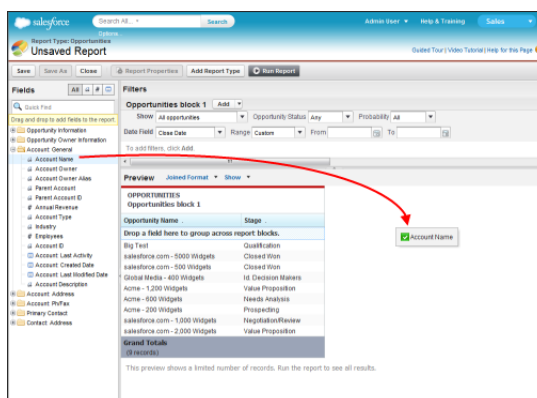 salesforce
Search All...
Search
Options...
Admin User
Help & Training
Sales
Report Type: Opportunities
Unsaved Report
Guided Tour | Video Tutorial | Help for this Page
Save
Save As
Close
Report Properties
Add Report Type
Run Report
Fields
All
Quick Find
Drag and drop to add fields to the report.
Opportunity Information
Opportunity Owner Information
Account: General
Account Name
Account Owner
Account Owner Alias
Parent Account
Parent Account ID
Annual Revenue
Account Type
Industry
Employees
Account ID
Account: Last Activity
Account: Created Date
Account: Last Modified Date
Account Description
Account: Address
Account: Ph/Fax
Primary Contact
Contact: Address
Filters
Opportunities block 1 Add
Show All opportunities Opportunity Status Any Probability All
Date Field Close Date Range Custom From To
To add filters, click Add.
Preview Joined Format Show
OPPORTUNITIES
Opportunities block 1
Opportunity Name Stage
Drop a field here to group across report blocks.
Big Test Qualification
salesforce.com - 5000 Widgets Closed Won
salesforce.com - 500 Widgets Closed Won
Global Media - 400 Widgets Id. Decision Makers
Acme - 1,200 Widgets Value Proposition
Acme - 600 Widgets Needs Analysis
Acme - 200 Widgets Prospecting
salesforce.com - 1,000 Widgets Negotiation/Review
salesforce.com - 2,000 Widgets Value Proposition
Grand Totals
(9 records)
Account Name
This preview shows a limited number of records. Run the report to see all results.